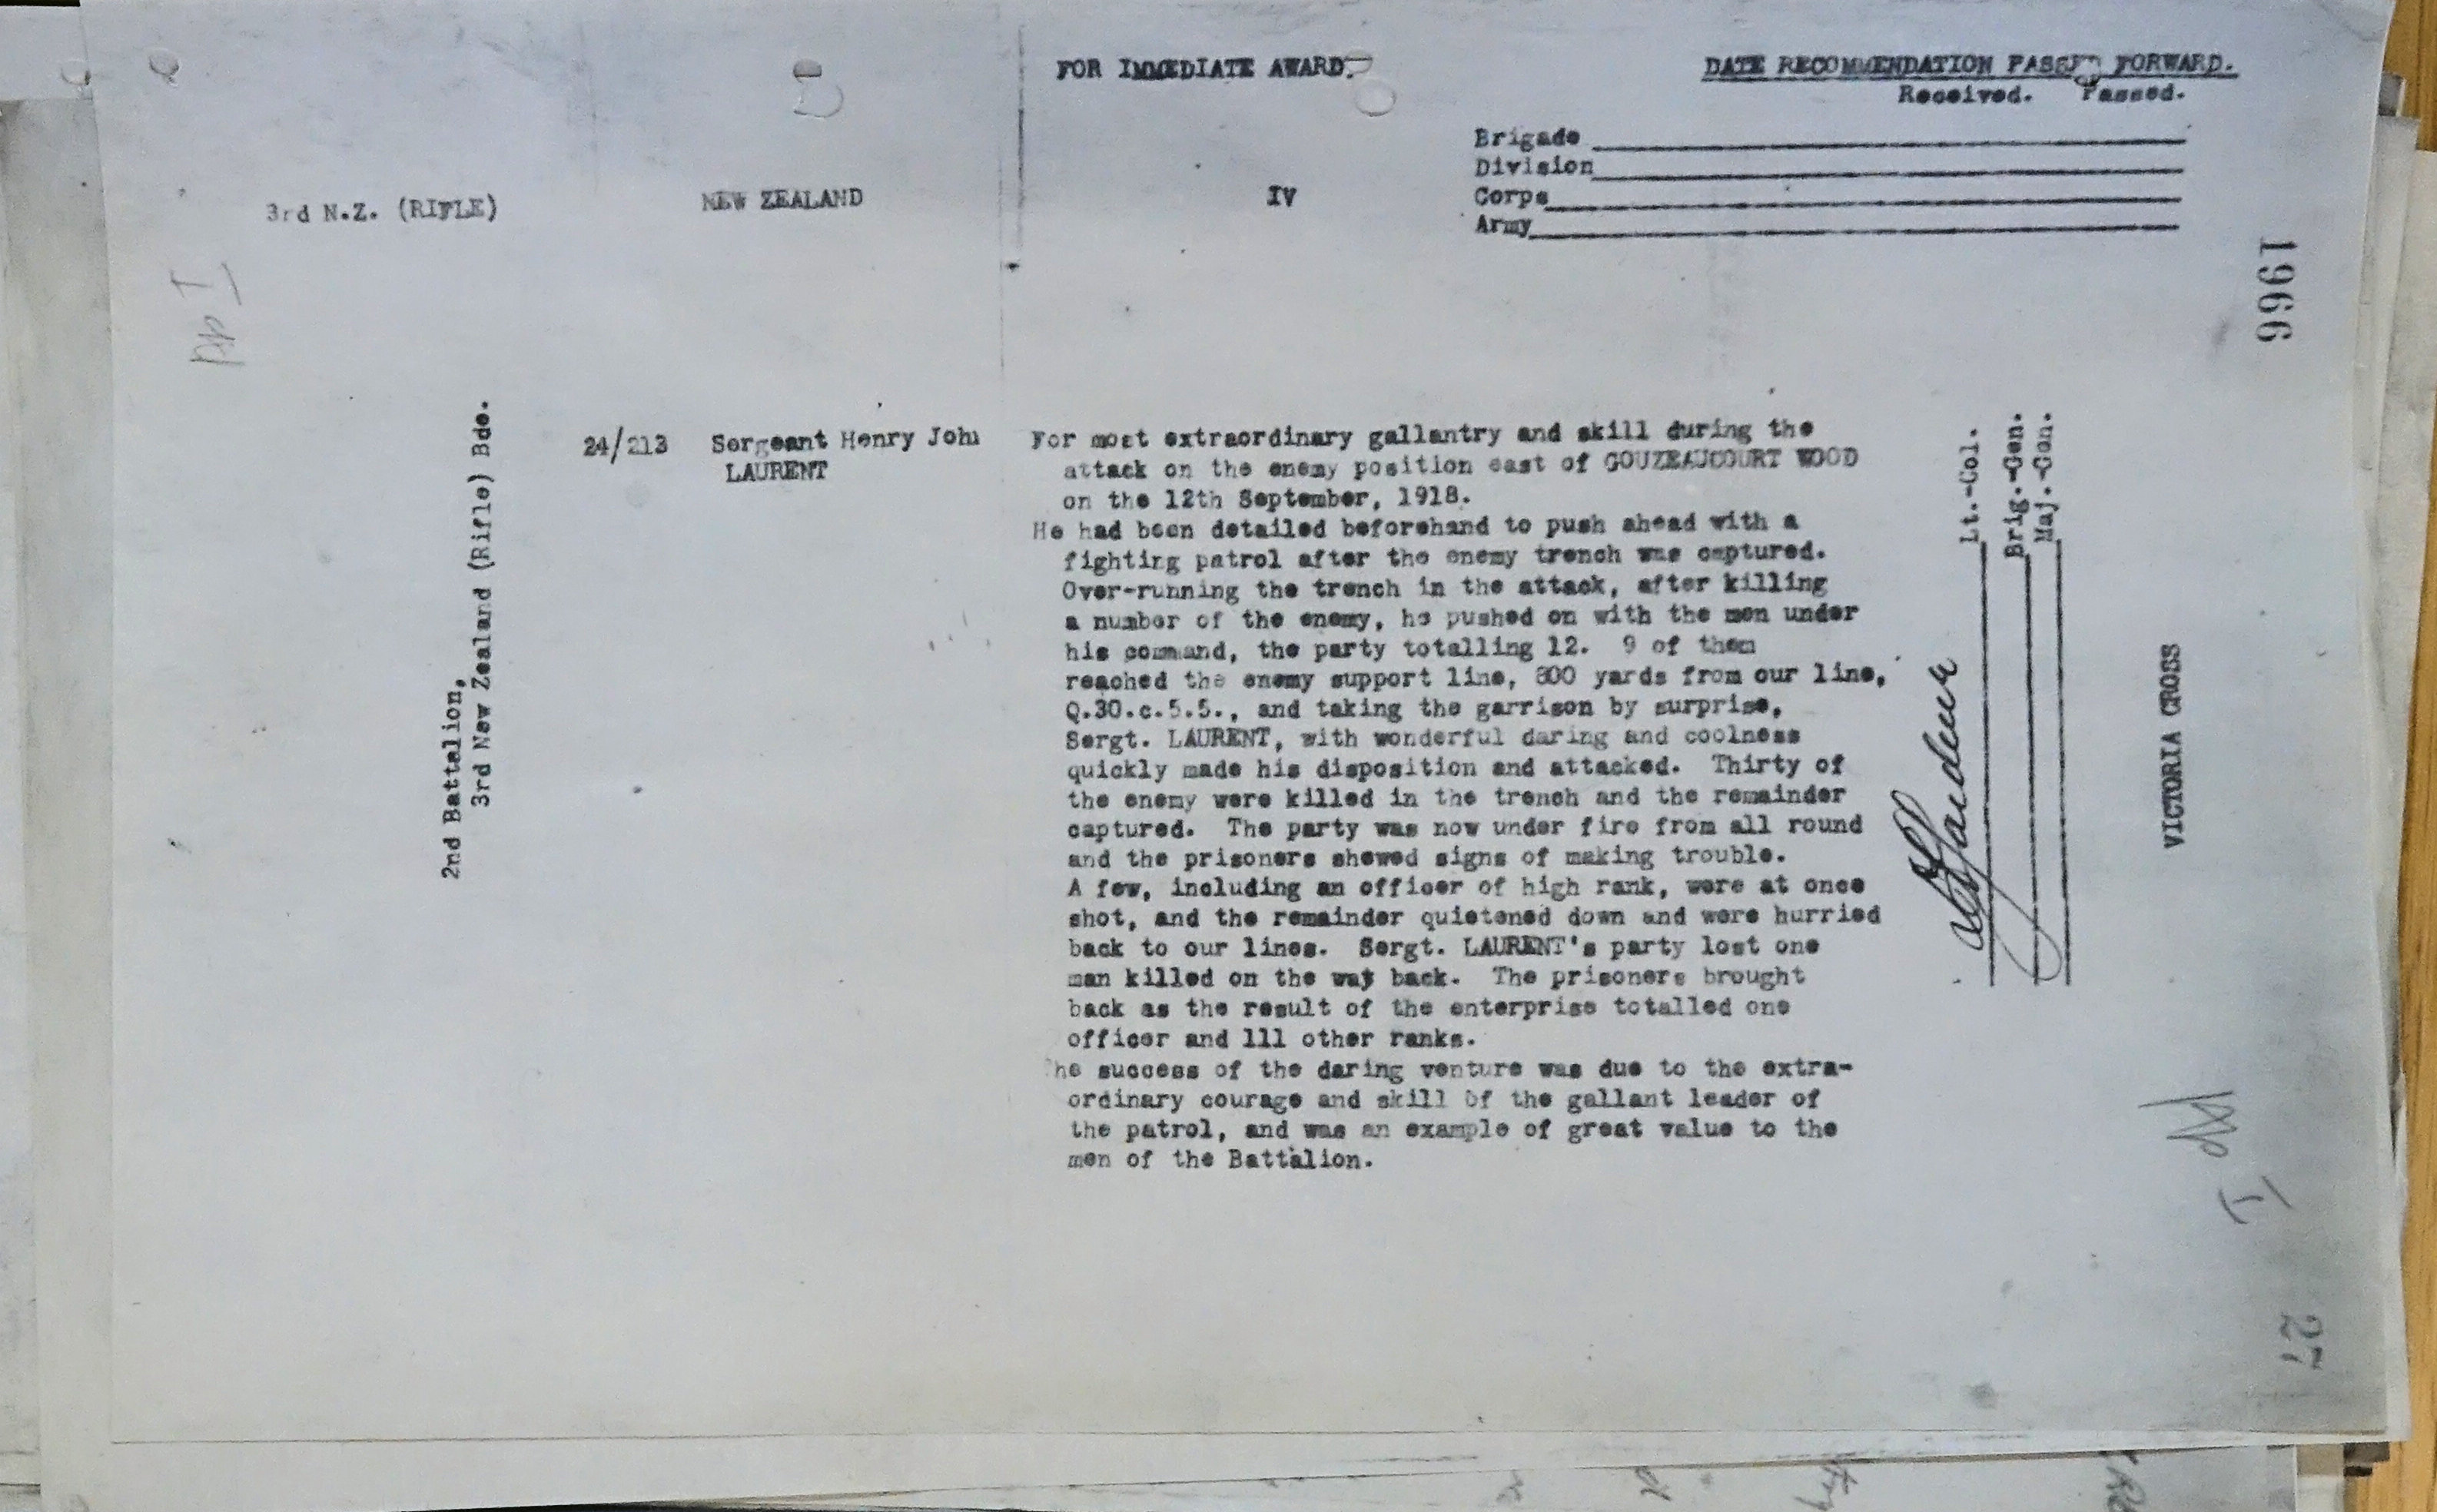 FOR IMMEDIATE AWARD.
DATE RECOMMENDATION PASSED FORWARD.
Received. Passed.
Brigade
Division
Corps
Army
3rd N.Z. (RIFLE)
NEW ZEALAND
IV
1966
2nd Battalion,
3rd New Zealand (Rifle) Bde.
24/213
Sergeant Henry John
LAURENT
For most extraordinary gallantry and skill during the
attack on the enemy position east of GOUZEAUCOURT WOOD
on the 12th September, 1918.
He had been detailed beforehand to push ahead with a
fighting patrol after the enemy trench was captured.
Over-running the trench in the attack, after killing
a number of the enemy, he pushed on with the men under
his command, the party totalling 12. 9 of them
reached the enemy support line, yards from our line,
Q.30.c.5.5., and taking the garrison by surprise,
Sergt. LAURENT, with wonderful daring and coolness
quickly made his disposition and attacked. Thirty of
the enemy were killed in the trench and the remainder
captured. The party was now under fire from all round
and the prisoners shewed signs of making trouble.
A few, including an officer of high rank, were at once
shot, and the remainder quietened down and were hurried
back to our lines. Sergt. LAURENT's party lost one
man killed on the way back. The prisoners brought
back as the result of the enterprise totalled one
officer and 111 other ranks.
The success of the daring venture was due to the extra-
ordinary courage and skill of the gallant leader of
the patrol, and was an example of great value to the
men of the Battalion.
Lt.-Col.
Brig.-Gen.
Maj.-Gen.
VICTORIA CROSS
27